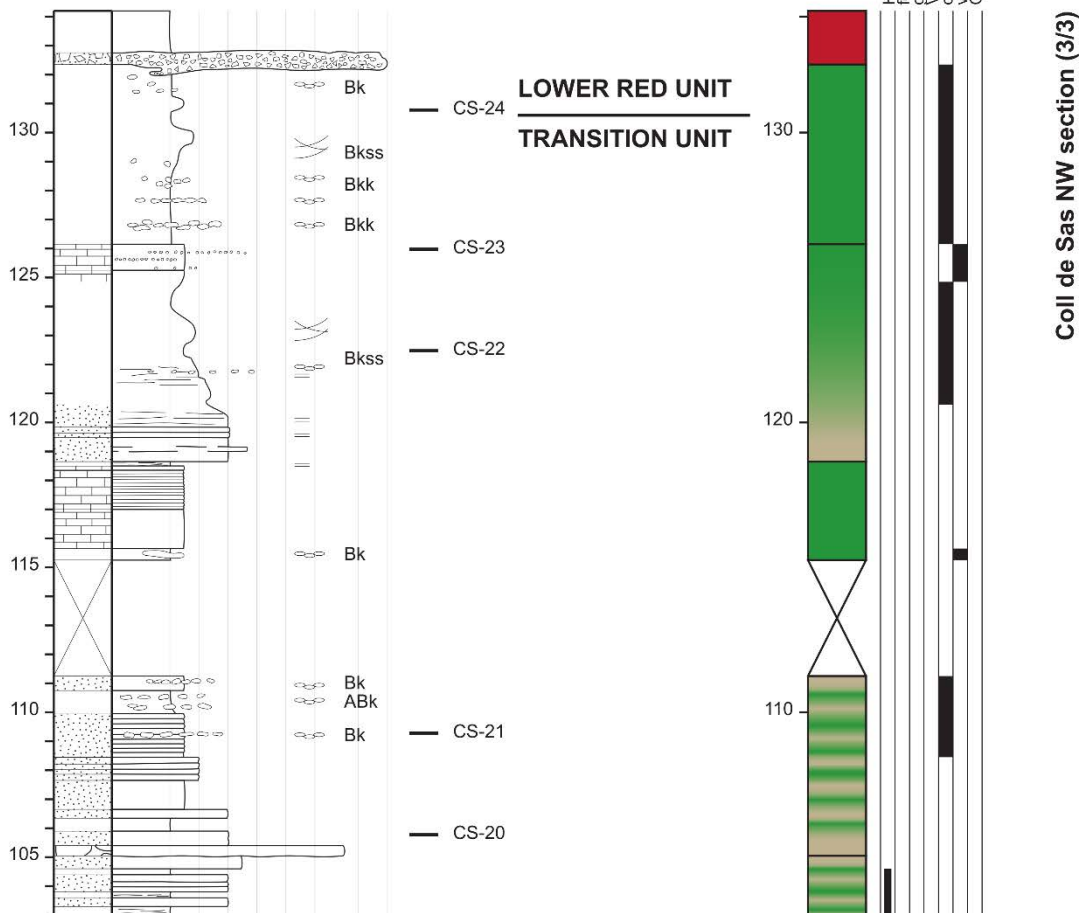 Bk
CS-24
LOWER RED UNIT
Coll de Sas NW section (3/3)
130
TRANSITION UNIT
130
Bkss
Bkk
Bkk
CS-23
125
CS-22
Bkss
120
120
115
Bk
Bk
110
ABk
110
Bk
CS-21
CS-20
105